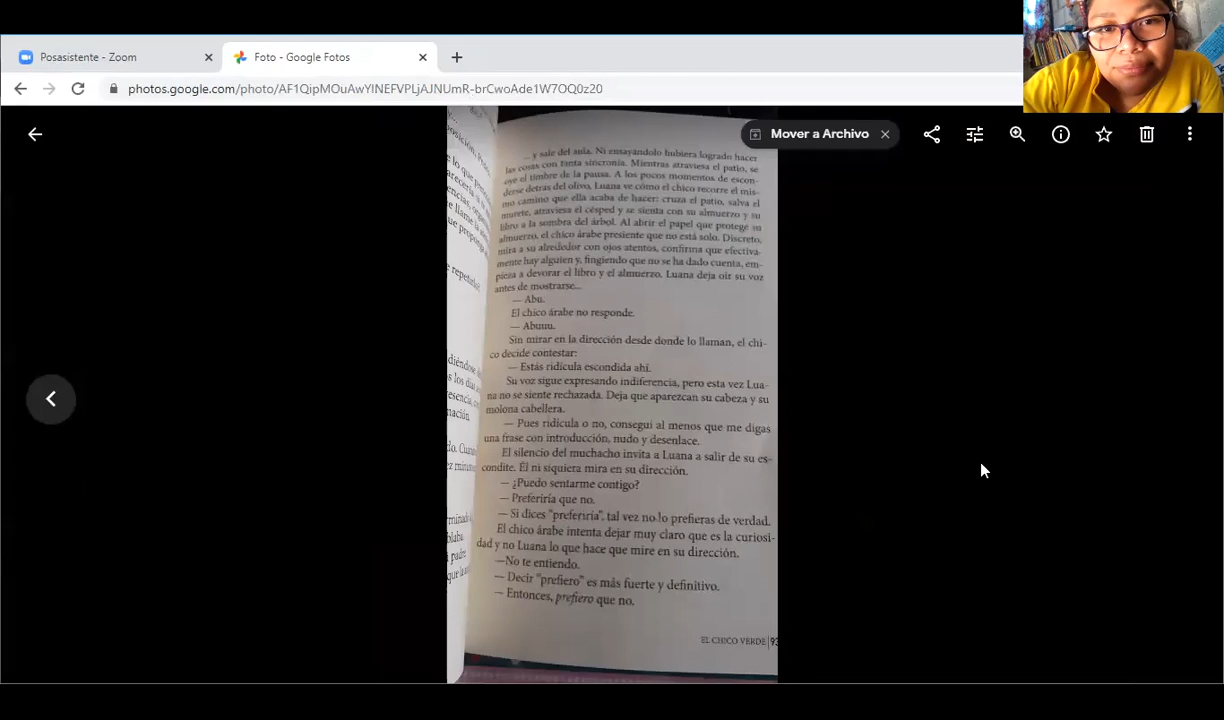 Posasistente - Zoom
Foto - Google Fotos
photos.google.com/photo/AF1QipMOuAwYlNEFVPLjAJNUmR-brCwoAde1W7OQ0z20
Mover a Archivo
... y sale del aula. Ni ensayándolo hubiera logrado hacer
las cosas con tanta sincronía. Mientras atraviesa el patio, se
oye el timbre de la pausa. A los pocos momentos de escon-
derse detrás del olivo, Luana ve cómo el chico recorre el mis-
mo camino que ella acaba de hacer: cruza el patio, salva el
murete, atraviesa el césped y se sienta con su almuerzo y su
libro a la sombra del árbol. Al abrir el papel que protege su
almuerzo, el chico árabe presiente que no está solo. Discreto,
mira a su alrededor con ojos atentos, confirma que efectiva-
mente hay alguien y, fingiendo que no se ha dado cuenta, em-
pieza a devorar el libro y el almuerzo. Luana deja oír su voz
antes de mostrarse...
— Abu.
El chico árabe no responde.
— Abuuu.
Sin mirar en la dirección desde donde lo llaman, el chi-
co decide contestar:
— Estás ridícula escondida ahí.
Su voz sigue expresando indiferencia, pero esta vez Lua-
na no se siente rechazada. Deja que aparezcan su cabeza y su
molona cabellera.
— Pues ridícula o no, conseguí al menos que me digas
una frase con introducción, nudo y desenlace.
El silencio del muchacho invita a Luana a salir de su es-
condite. Él ni siquiera mira en su dirección.
— ¿Puedo sentarme contigo?
— Preferiría que no.
— Si dices "preferiría", tal vez no lo prefieras de verdad.
El chico árabe intenta dejar muy claro que es la curiosi-
dad y no Luana lo que hace que mire en su dirección.
—No te entiendo.
— Decir "prefiero" es más fuerte y definitivo.
— Entonces, prefiero que no.
EL CHICO VERDE | 93